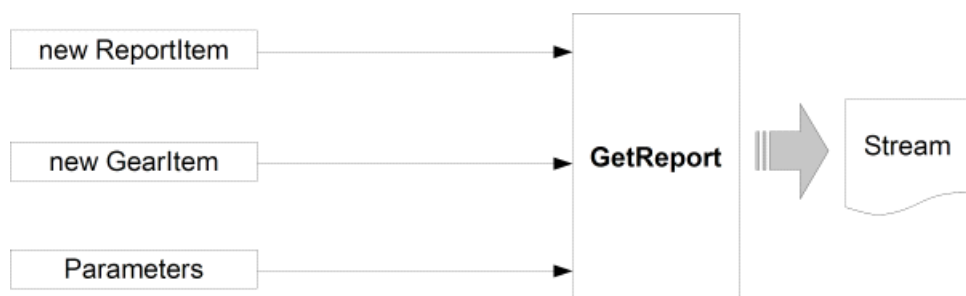 new ReportItem
new GearItem
Parameters
GetReport
Stream